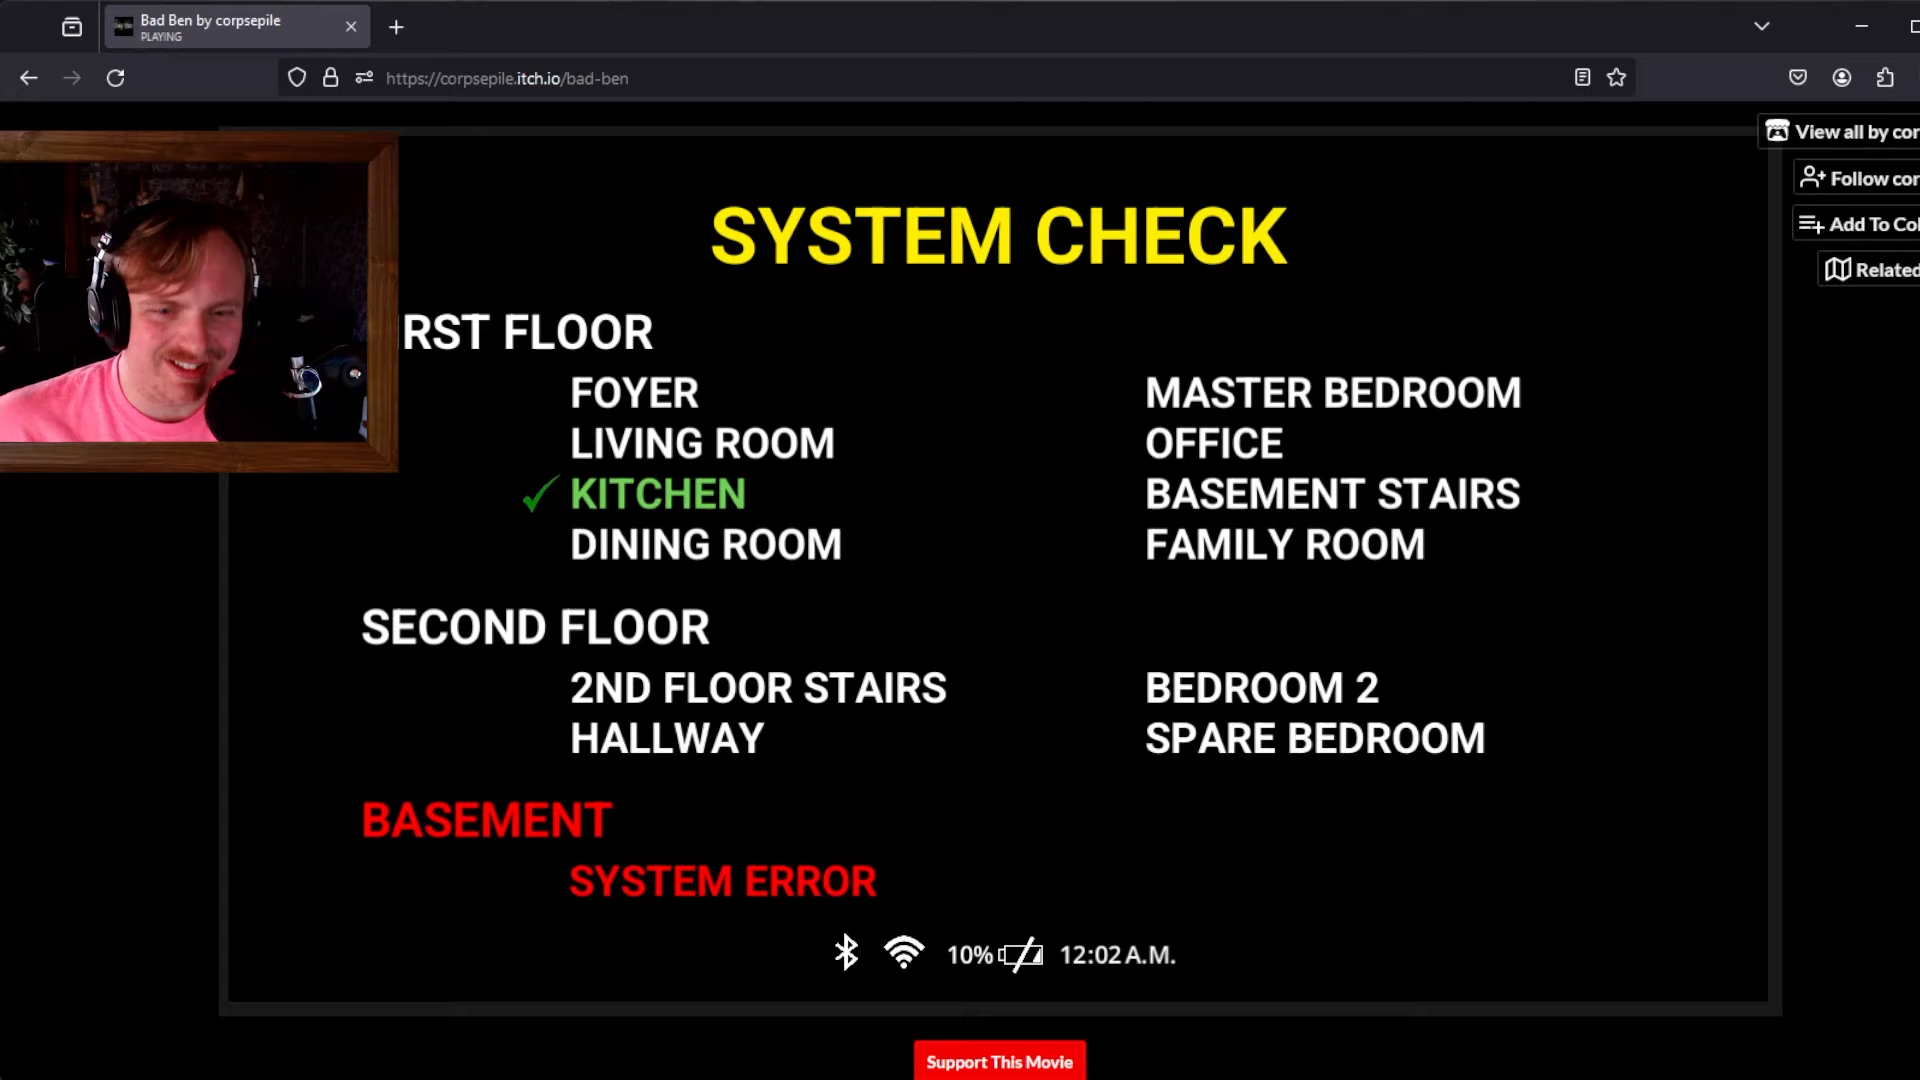 Bad Ben by corpsepile
PLAYING
https://corpsepile.itch.io/bad-ben
View all by cor
Follow cor
Add To Col
Related
SYSTEM CHECK
RST FLOOR
FOYER
MASTER BEDROOM
LIVING ROOM
OFFICE
KITCHEN
BASEMENT STAIRS
DINING ROOM
FAMILY ROOM
SECOND FLOOR
2ND FLOOR STAIRS
BEDROOM 2
HALLWAY
SPARE BEDROOM
BASEMENT
SYSTEM ERROR
10% 12:02 A.M.
Support This Movie